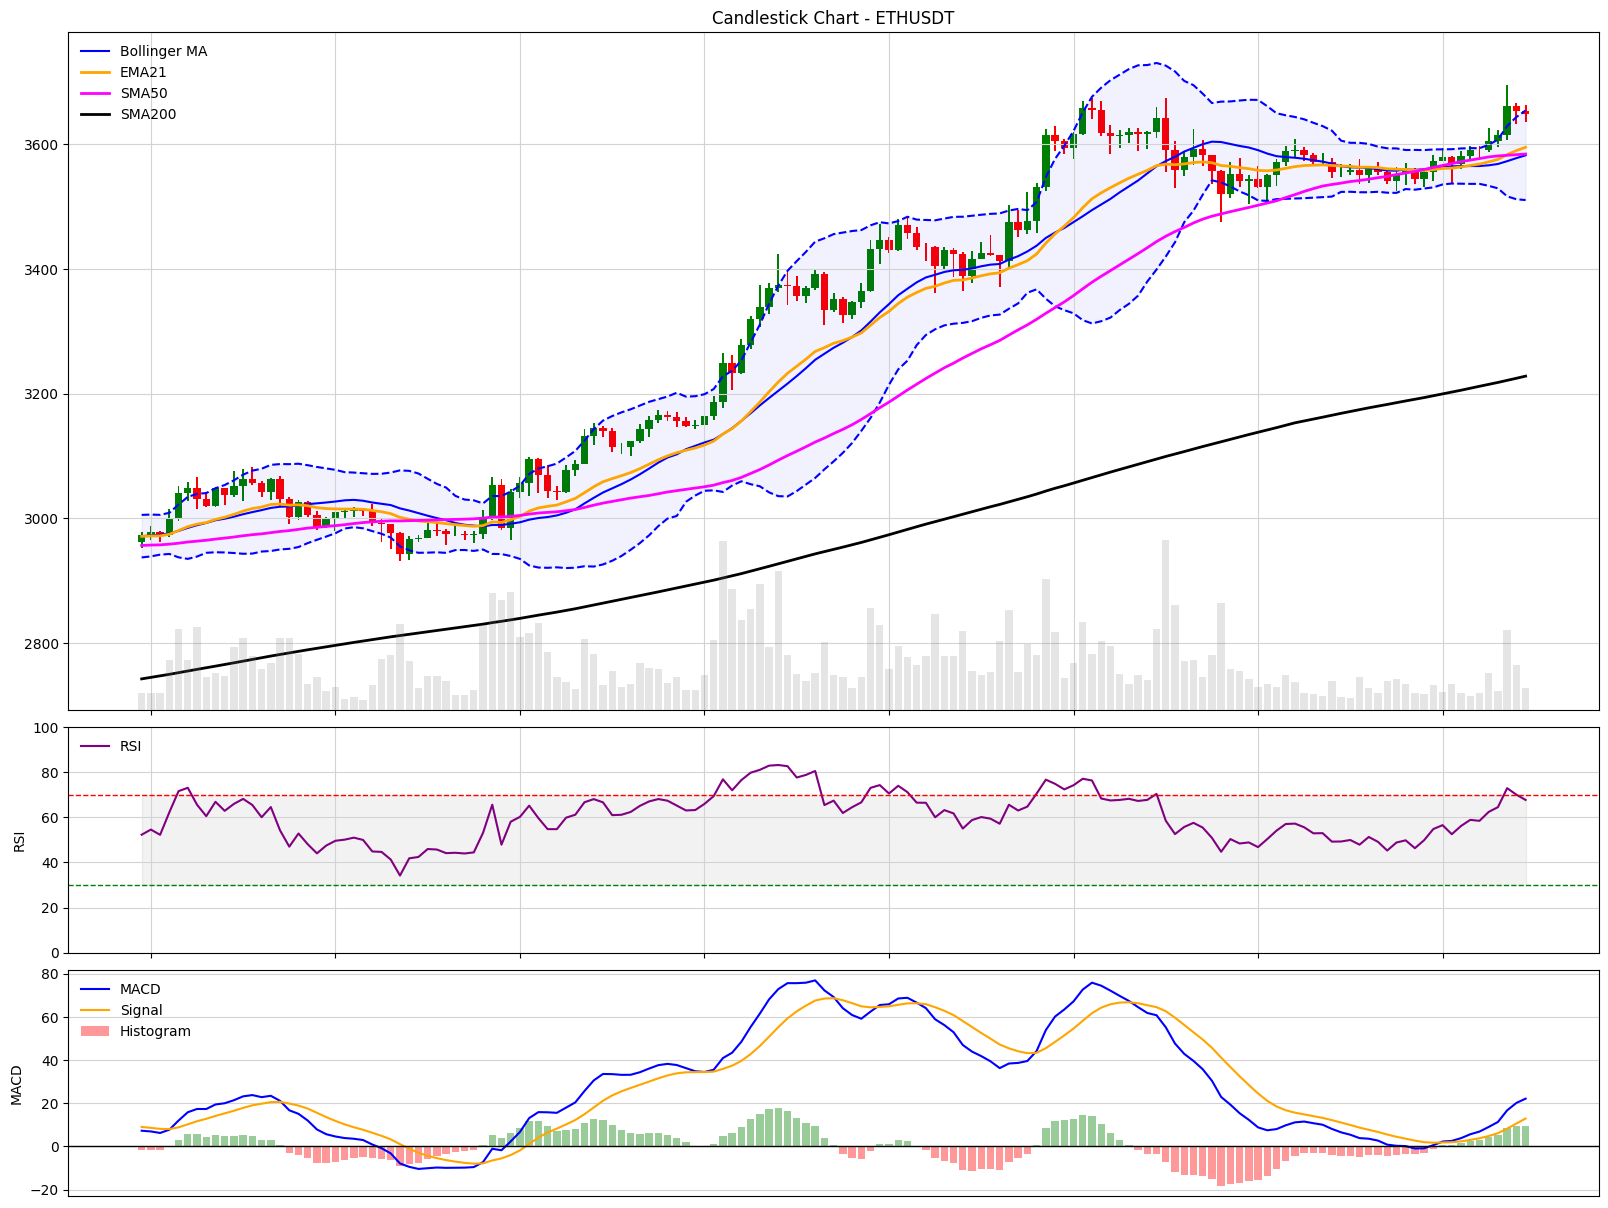 Candlestick Chart - ETHUSDT
Bollinger MA
EMA21
SMA50
SMA200
3600
3400
3200
3000
2800
RSI
100
80
60
40
20
0
RSI
MACD
Signal
Histogram
80
60
40
20
0
−20
MACD